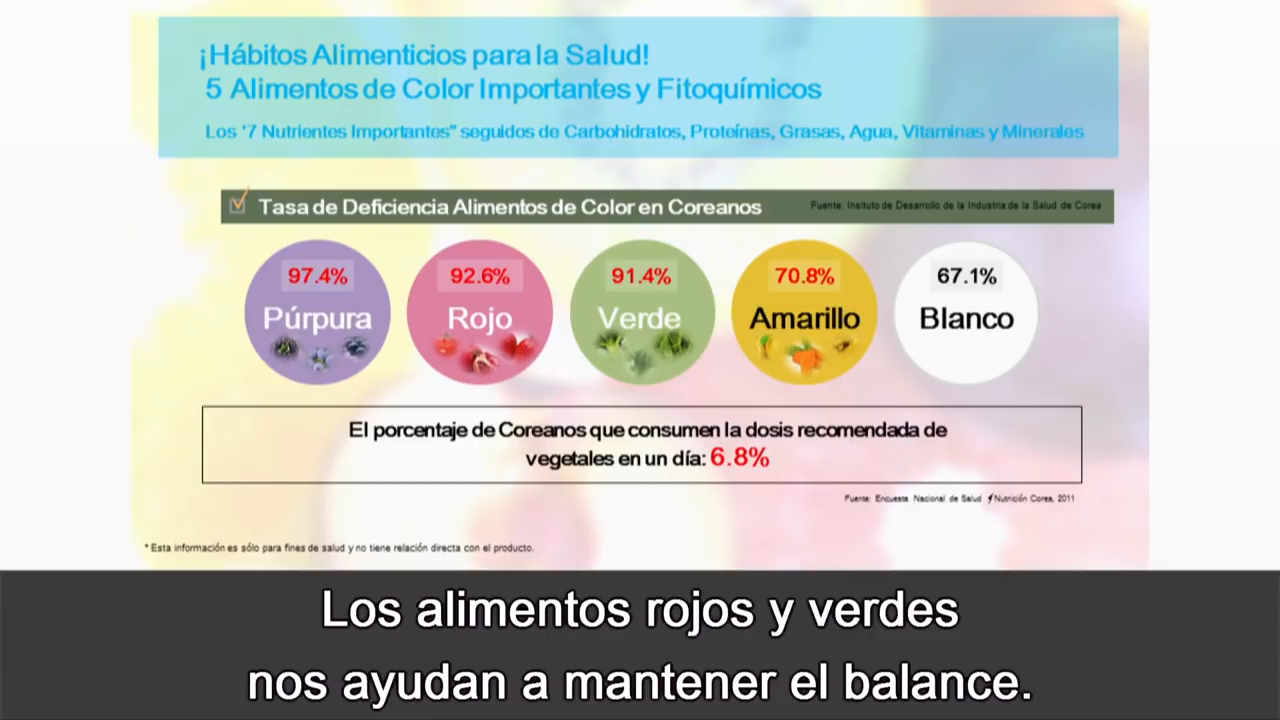 ¡Hábitos Alimenticios para la Salud!
5 Alimentos de Color Importantes y Fitoquímicos
Los '7 Nutrientes Importantes" seguidos de Carbohidratos, Proteínas, Grasas, Agua, Vitaminas y Minerales
Tasa de Deficiencia Alimentos de Color en Coreanos
Fuente: Insituto de Desarrollo de la Industria de la Salud de Corea
97.4%
Púrpura
92.6%
Rojo
91.4%
Verde
70.8%
Amarillo
67.1%
Blanco
El porcentaje de Coreanos que consumen la dosis recomendada de
vegetales en un día: 6.8%
Fuente: Encuesta Nacional de Salud / Nutrición Corea, 2011
* Esta información es sólo para fines de salud y no tiene relación directa con el producto.
Los alimentos rojos y verdes
nos ayudan a mantener el balance.